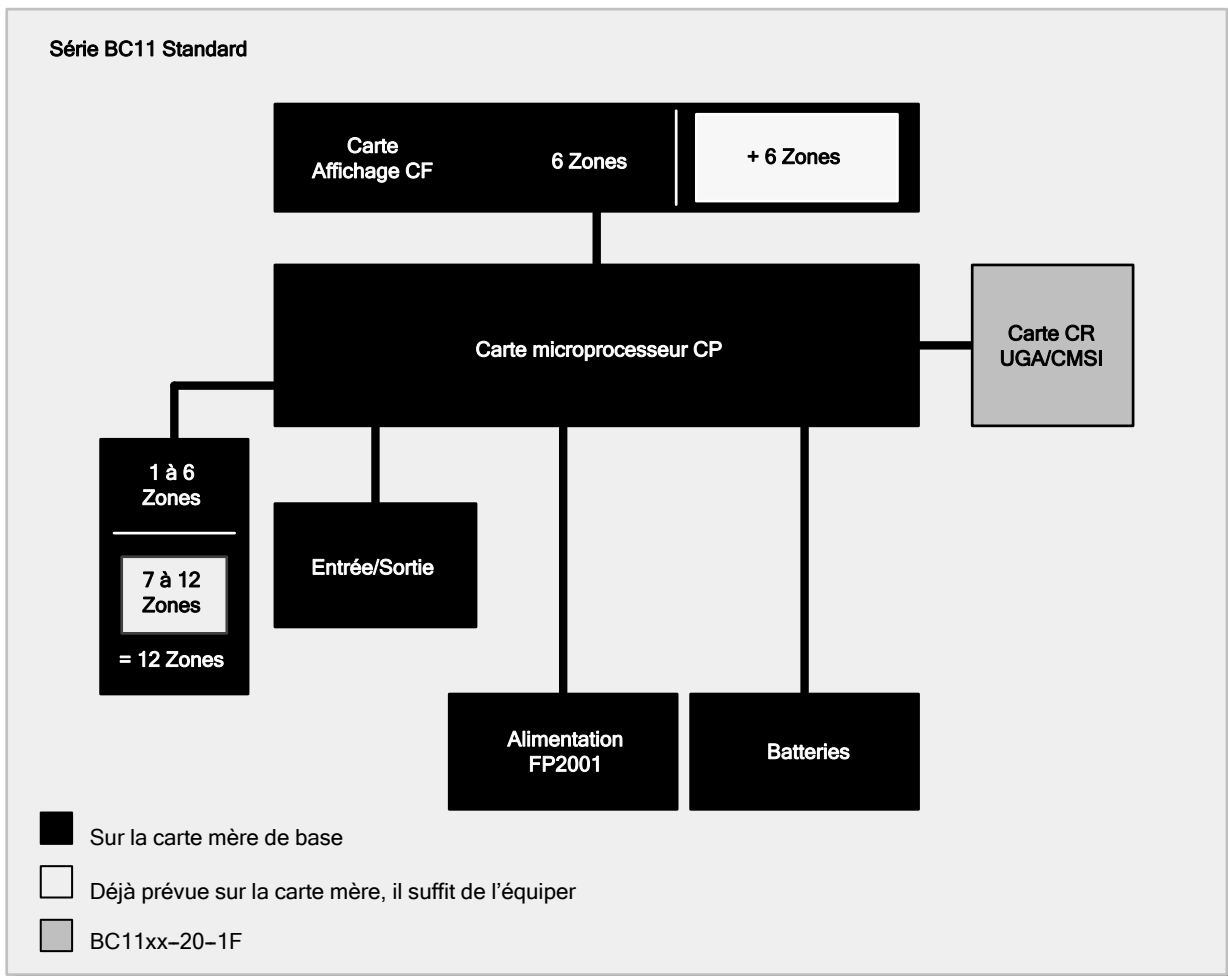 Série BC11 Standard
Carte
Affichage CF
6 Zones
+ 6 Zones
Carte microprocesseur CP
Carte CR
UGA/CMSI
1 à 6
Zones
7 à 12
Zones
= 12 Zones
Entrée/Sortie
Alimentation
FP2001
Batteries
Sur la carte mère de base
Déjà prévue sur la carte mère, il suffit de l'équiper
BC11xx-20-1F